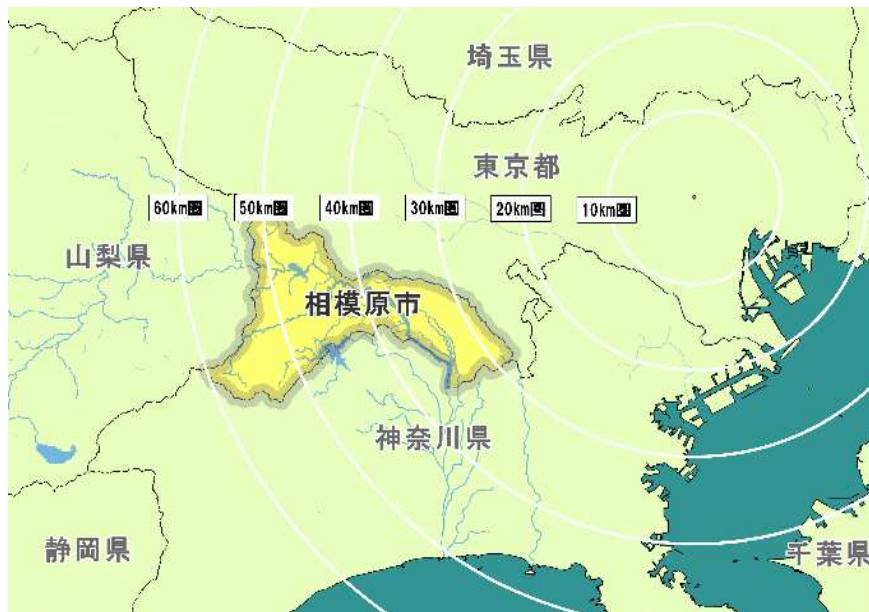 埼玉県
東京都
60km圏
50km圏
40km圏
30km圏
20km圏
10km圏
山梨県
相模原市
神奈川県
静岡県
千葉県